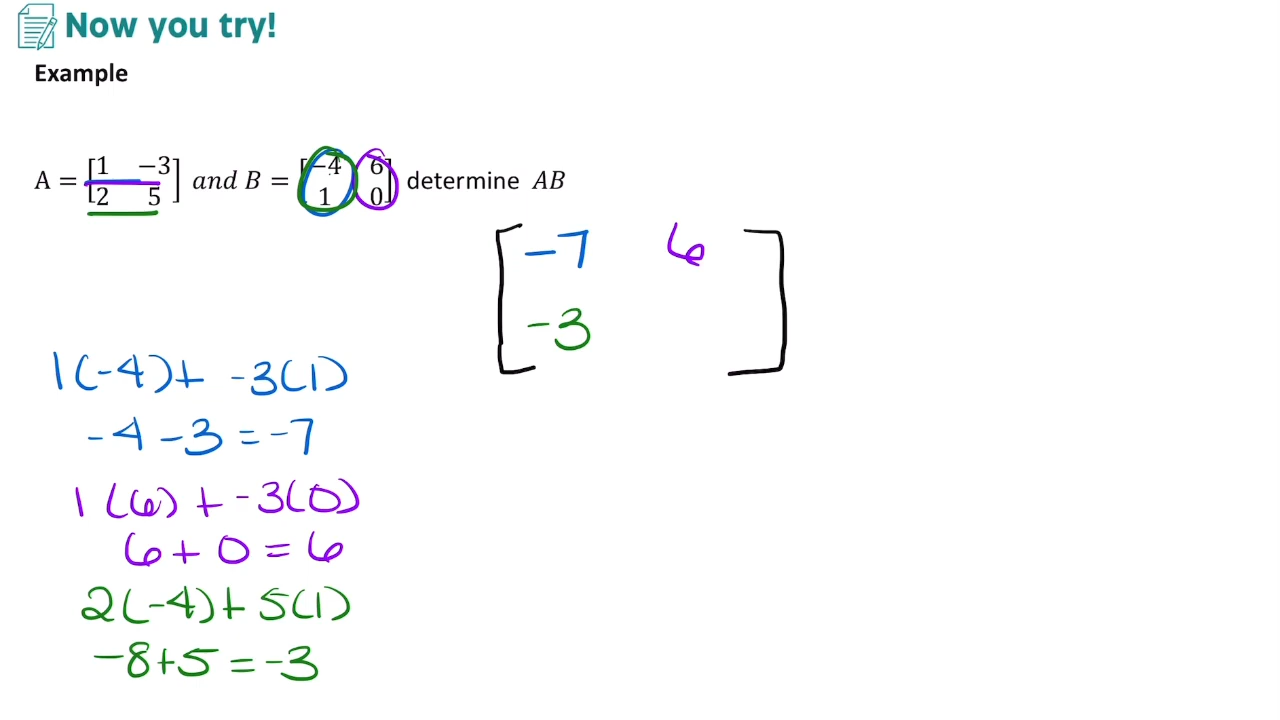 Now you try!
Example
A = [1 −3
2 5] and B = [−4 6
1 0] determine AB
[-7 6
-3 ]
1(-4)+ -3(1)
-4-3=-7
1(6)+-3(0)
6+0=6
2(-4)+5(1)
-8+5=-3